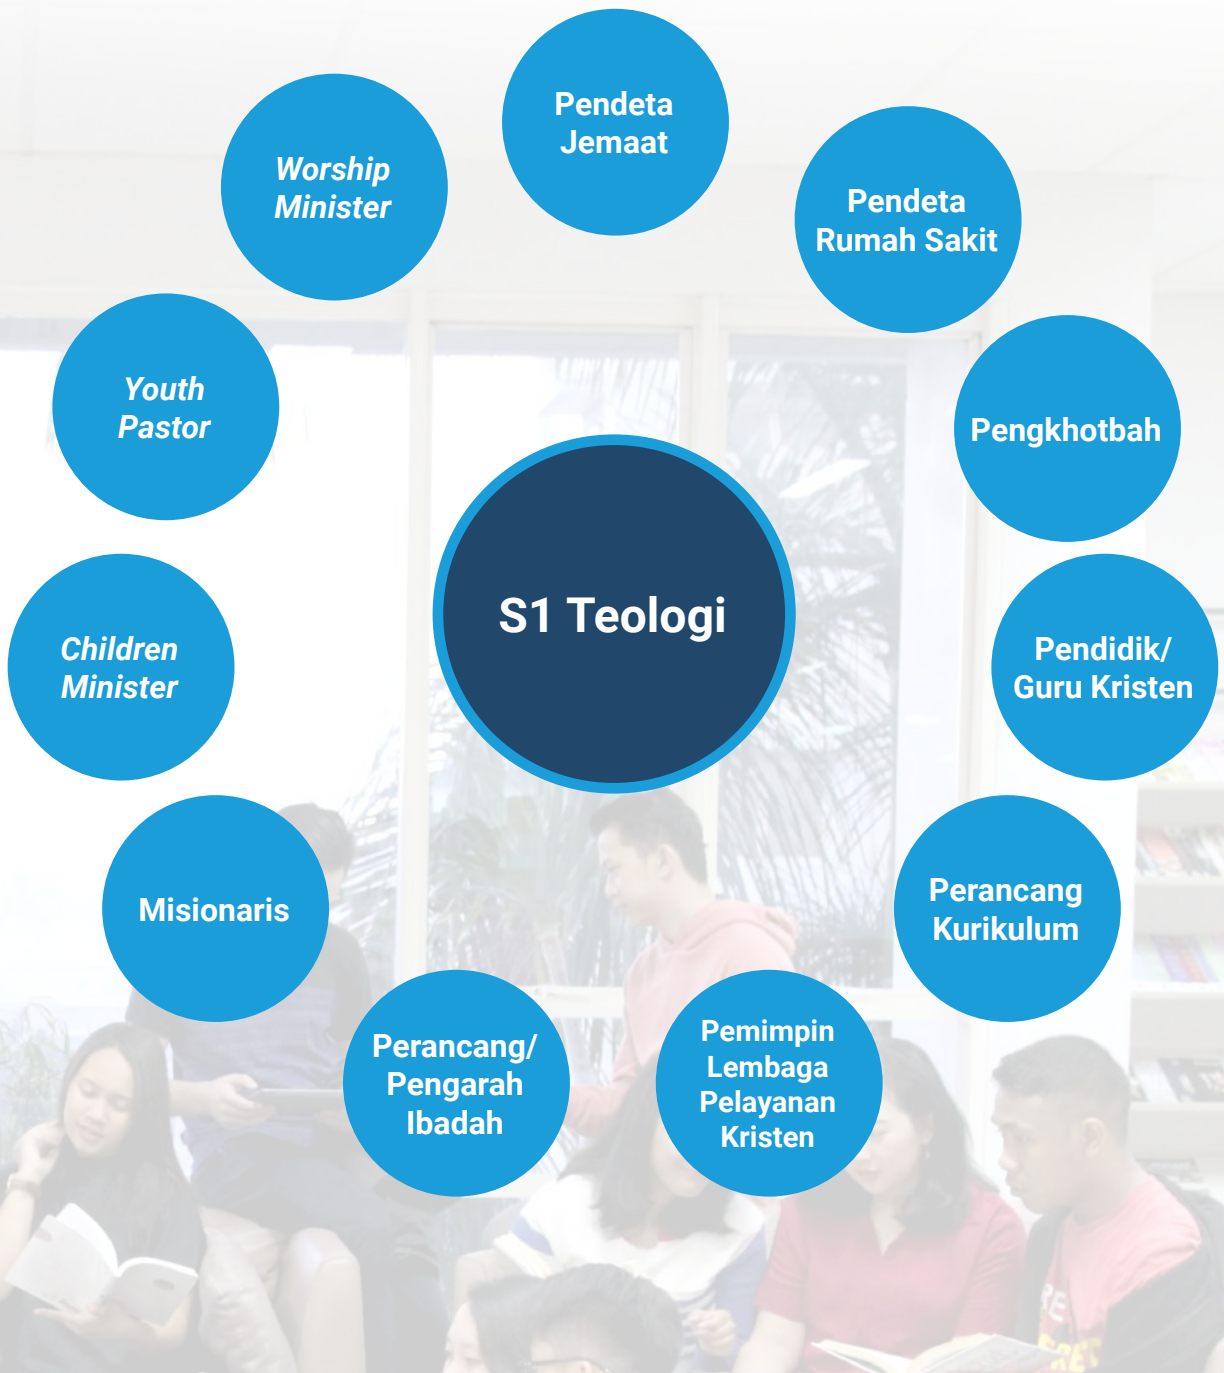 Pendeta
Jemaat
Worship
Minister
Pendeta
Rumah Sakit
Youth
Pastor
Pengkhotbah
S1 Teologi
Children
Minister
Pendidik/
Guru Kristen
Misionaris
Perancang
Kurikulum
Perancang/
Pengarah
Ibadah
Pemimpin
Lembaga
Pelayanan
Kristen